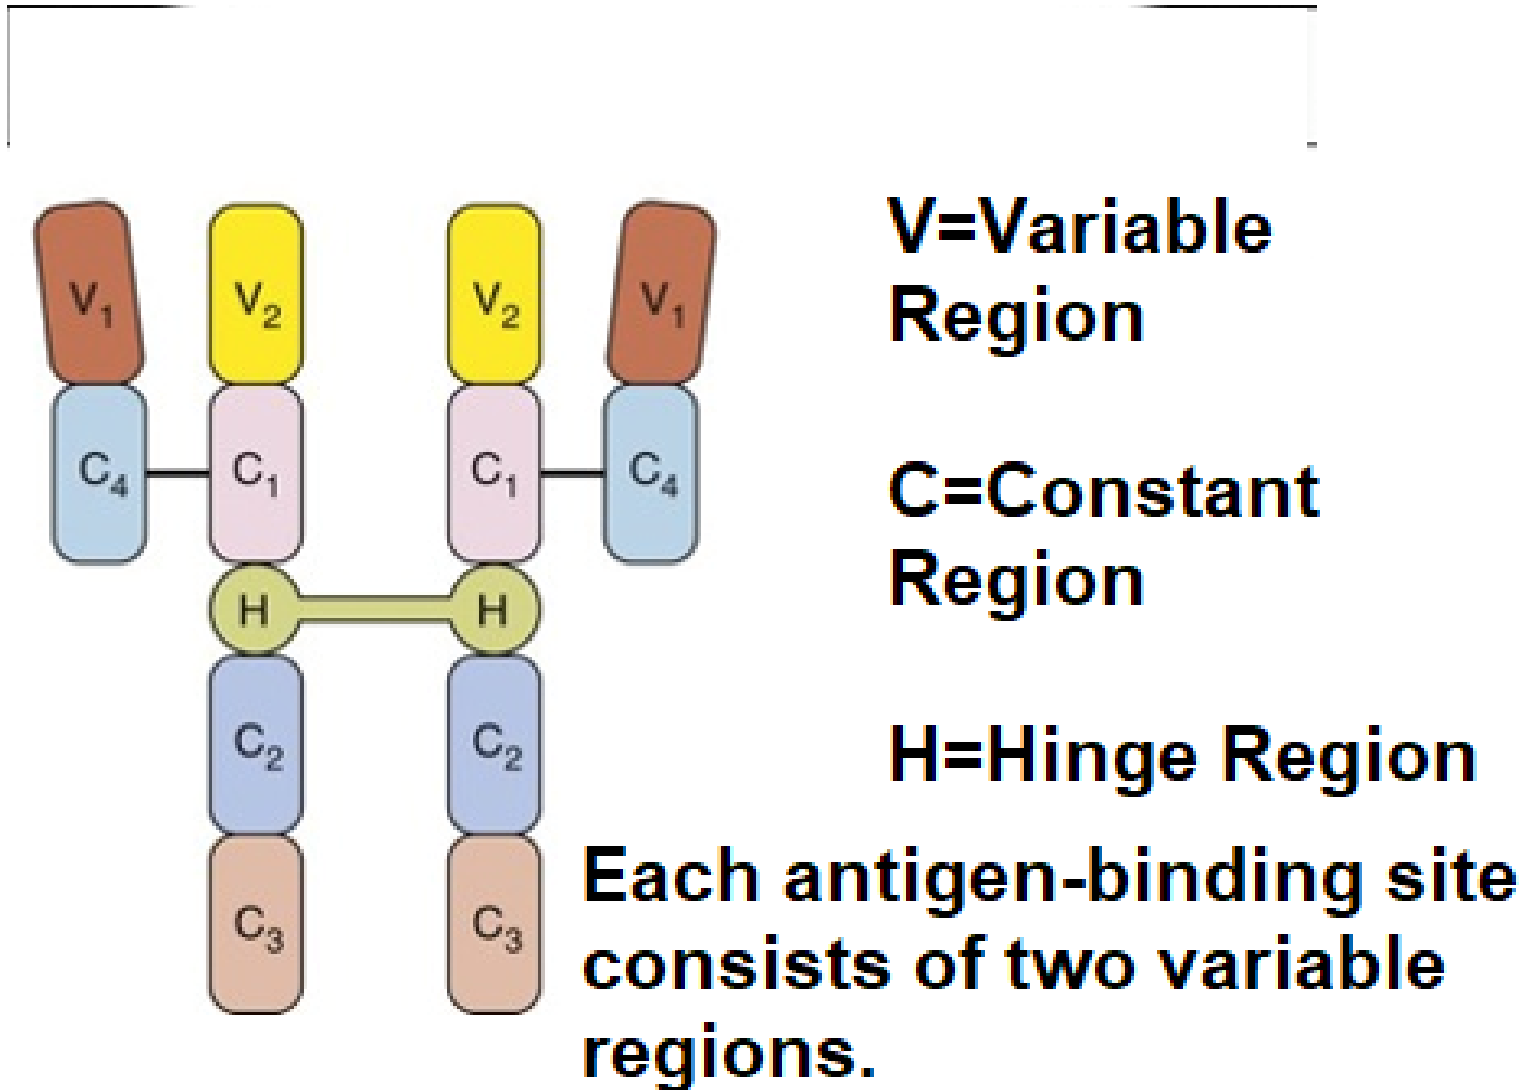 V₁ V₂ V₂ V₁
C₄ C₁ C₁ C₄
H H
C₂ C₂
C₃ C₃
V=Variable
Region
C=Constant
Region
H=Hinge Region
Each antigen-binding site
consists of two variable
regions.